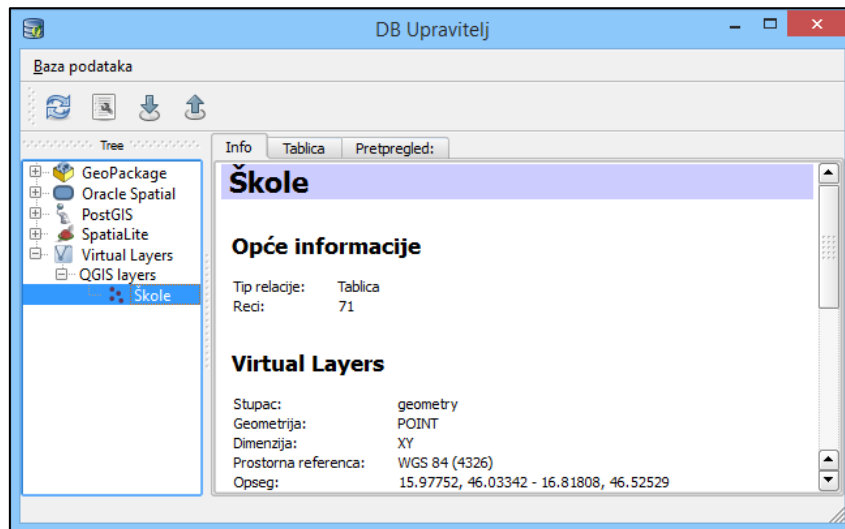 DB Upravitelj
Baza podataka
Tree
GeoPackage
Oracle Spatial
PostGIS
SpatiaLite
Virtual Layers
QGIS layers
Škole
Info Tablica Pretpregled:
Škole
Opće informacije
Tip relacije: Tablica
Reci: 71
Virtual Layers
Stupac: geometry
Geometrija: POINT
Dimenzija: XY
Prostorna referenca: WGS 84 (4326)
Opseg: 15.97752, 46.03342 - 16.81808, 46.52529